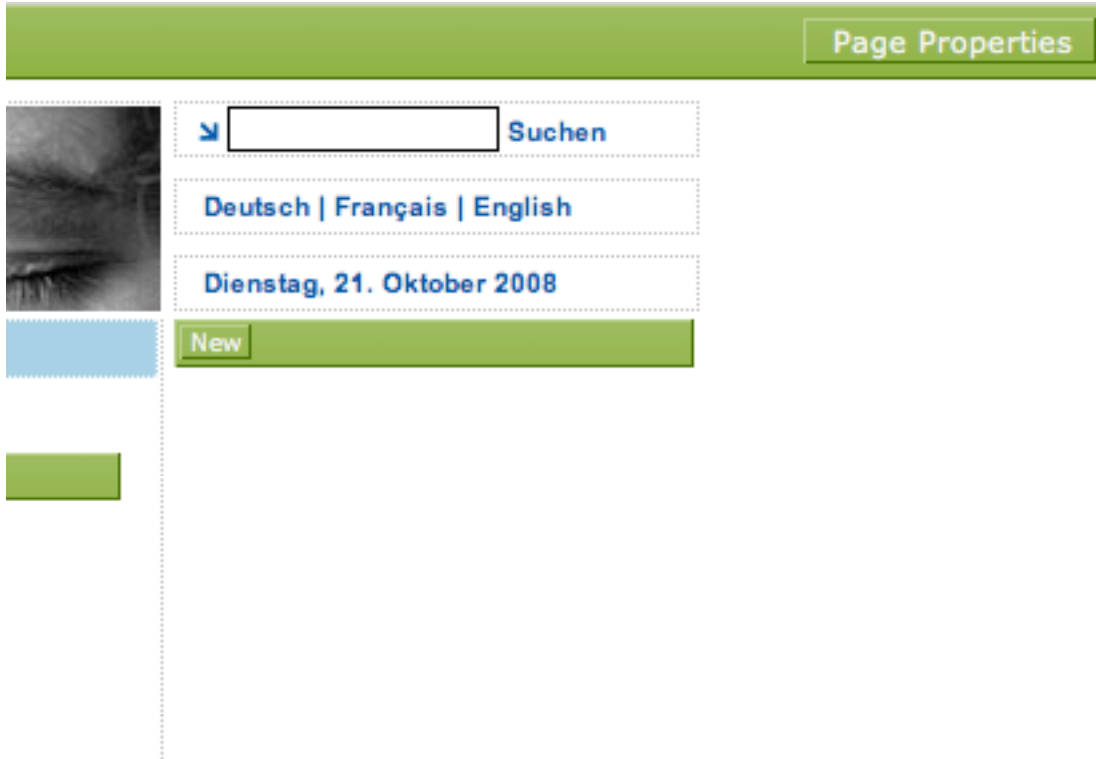 Page Properties
Suchen
Deutsch | Français | English
Dienstag, 21. Oktober 2008
New